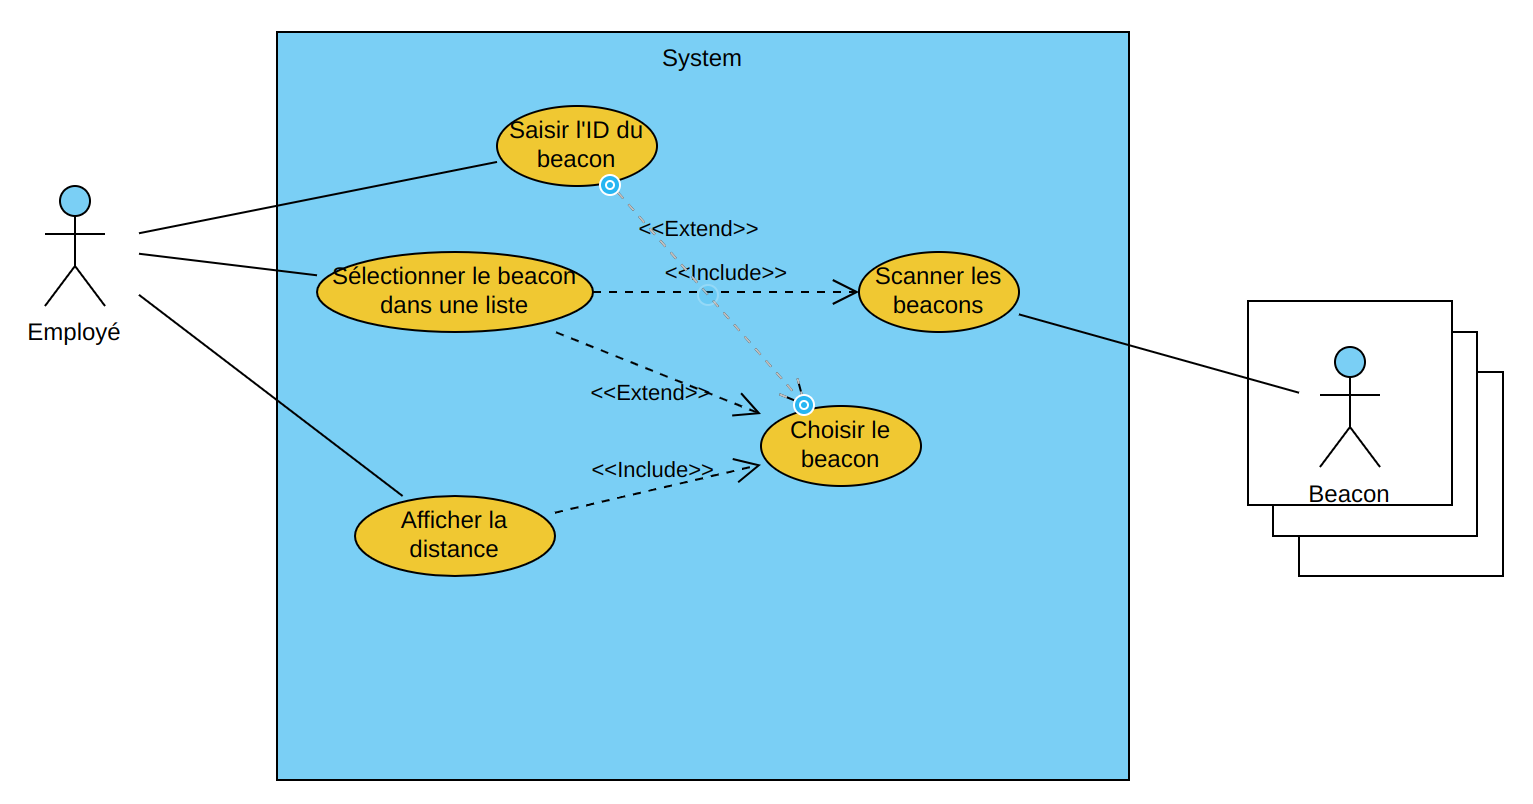 System
Saisir l'ID du
beacon
<<Extend>>
<<Include>>
Sélectionner le beacon
dans une liste
Scanner les
beacons
Employé
<<Extend>>
Choisir le
beacon
<<Include>>
Afficher la
distance
Beacon